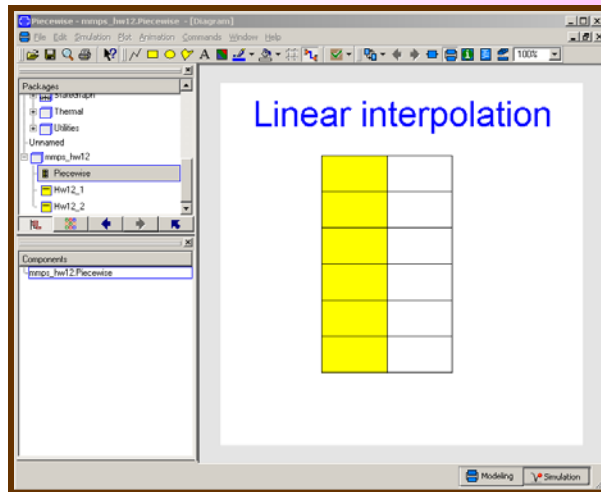 Piecewise - mmps_hw12.Piecewise - [Diagram]
File Edit Simulation Plot Animation Commands Window Help
100%
Packages
StateGraph
Thermal
Utilities
Unnamed
mmps_hw12
Piecewise
Hw12_1
Hw12_2
Components
mmps_hw12.Piecewise
Linear interpolation
Modeling
Simulation